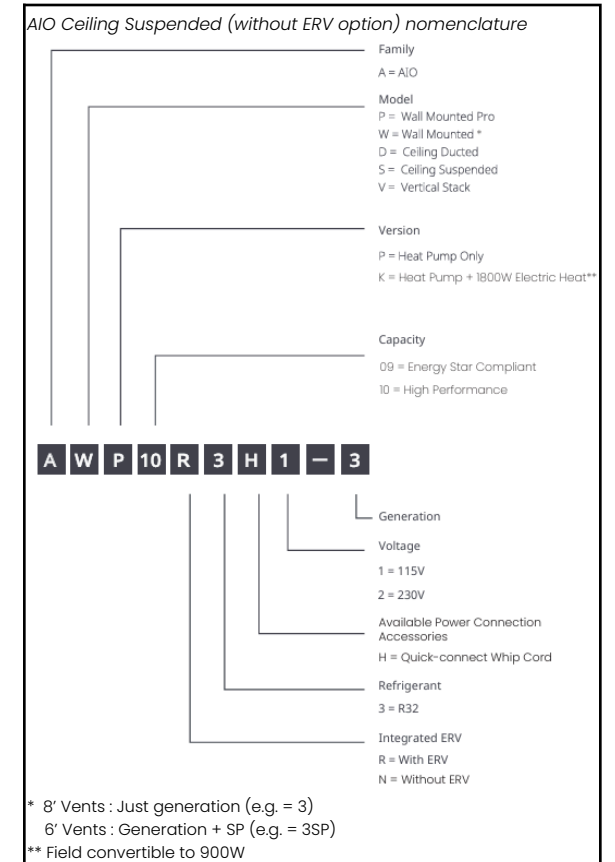 AIO Ceiling Suspended (without ERV option) nomenclature
Family
A = AIO
Model
P = Wall Mounted Pro
W = Wall Mounted *
D = Ceiling Ducted
S = Ceiling Suspended
V = Vertical Stack
Version
P = Heat Pump Only
K = Heat Pump + 1800W Electric Heat**
Capacity
09 = Energy Star Compliant
10 = High Performance
A W P 10 R 3 H 1 – 3
Generation
Voltage
1 = 115V
2 = 230V
Available Power Connection
Accessories
H = Quick-connect Whip Cord
Refrigerant
3 = R32
Integrated ERV
R = With ERV
N = Without ERV
* 8’ Vents : Just generation (e.g. = 3)
6’ Vents : Generation + SP (e.g. = 3SP)
** Field convertible to 900W